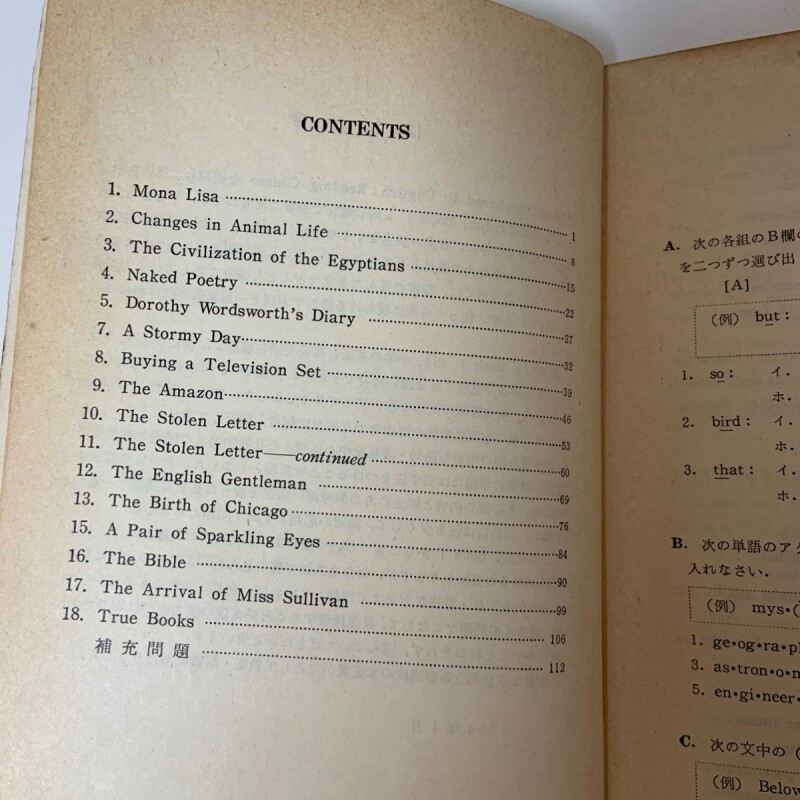 CONTENTS
1. Mona Lisa 1
2. Changes in Animal Life 8
3. The Civilization of the Egyptians 15
4. Naked Poetry 22
5. Dorothy Wordsworth's Diary 27
7. A Stormy Day 32
8. Buying a Television Set 39
9. The Amazon 46
10. The Stolen Letter 53
11. The Stolen Letter——continued 60
12. The English Gentleman 69
13. The Birth of Chicago 76
15. A Pair of Sparkling Eyes 84
16. The Bible 90
17. The Arrival of Miss Sullivan 99
18. True Books 106
補充問題 112
A. 次の各組のB欄の
を二つずつ選び出
[A]
(例) but :
1. so : イ.
ホ.
2. bird : イ.
ホ.
3. that : イ.
ホ.
B. 次の単語のアク
入れなさい.
(例) mys•(
1. ge•og•ra•pl
3. as•tron•o•n
5. en•gi•neer•
C. 次の文中の (
(例) Below